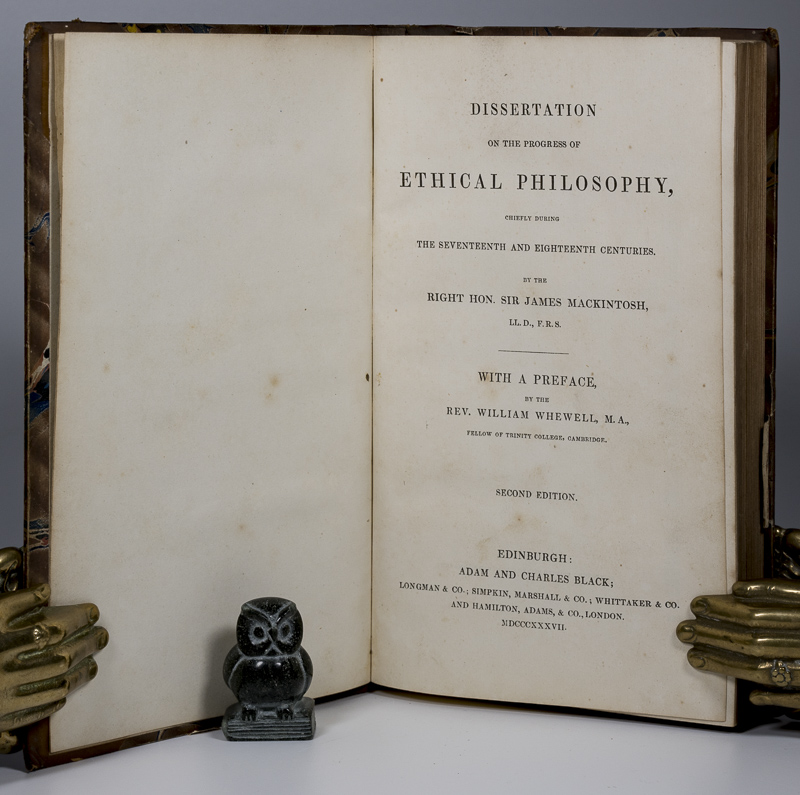 DISSERTATION
ON THE PROGRESS OF
ETHICAL PHILOSOPHY,
CHIEFLY DURING
THE SEVENTEENTH AND EIGHTEENTH CENTURIES.
BY THE
RIGHT HON. SIR JAMES MACKINTOSH,
LL. D., F. R. S.
WITH A PREFACE,
BY THE
REV. WILLIAM WHEWELL, M. A.,
FELLOW OF TRINITY COLLEGE, CAMBRIDGE.
SECOND EDITION.
EDINBURGH:
ADAM AND CHARLES BLACK;
LONGMAN & CO.; SIMPKIN, MARSHALL & CO.; WHITTAKER & CO.
AND HAMILTON, ADAMS, & CO., LONDON.
MDCCCXXXVII.